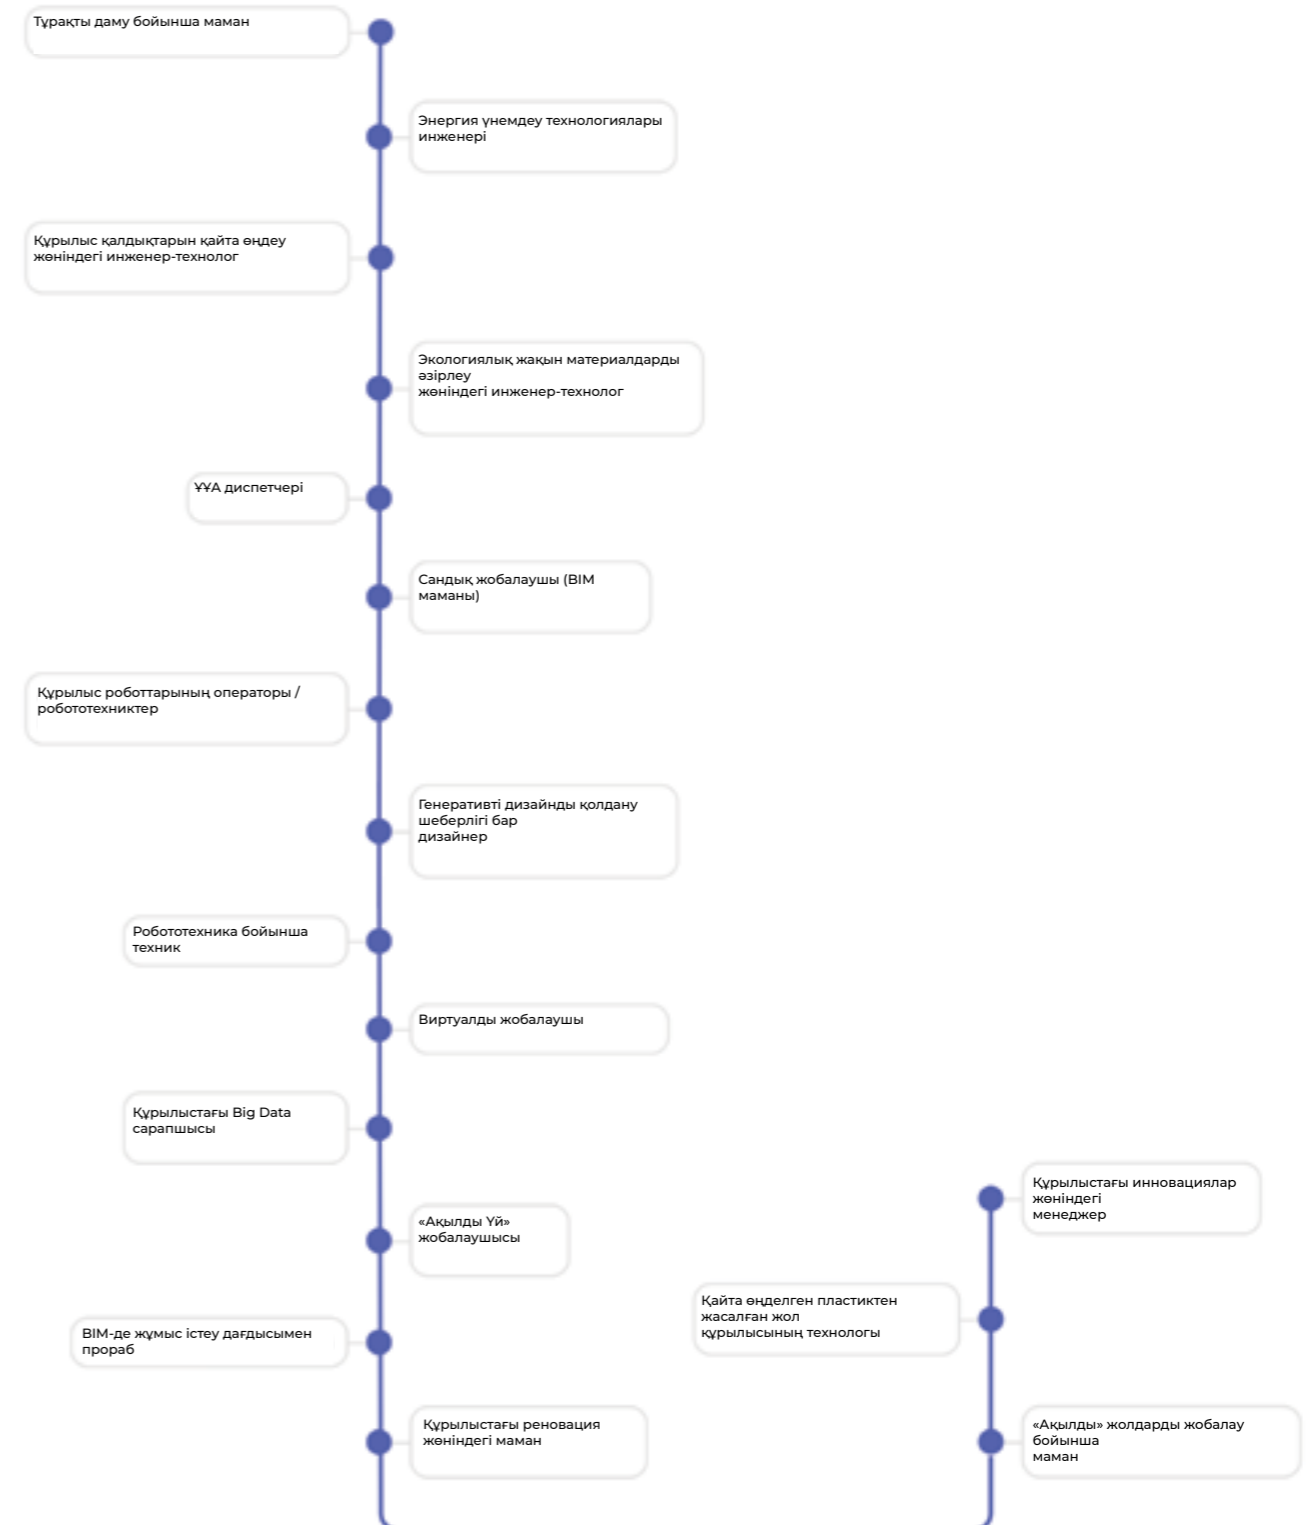 Тұрақты даму бойынша маман
Энергия үнемдеу технологиялары
инженері
Құрылыс қалдықтарын қайта өңдеу
жөніндегі инженер-технолог
Экологиялық жақын материалдарды
әзірлеу
жөніндегі инженер-технолог
ҰҰА диспетчері
Сандық жобалаушы (BIM
маманы)
Құрылыс роботтарының операторы /
робототехниктер
Генеративті дизайнды қолдану
шеберлігі бар
дизайнер
Робототехника бойынша
техник
Виртуалды жобалаушы
Құрылыстағы Big Data
сарапшысы
«Ақылды Үй»
жобалаушысы
BIM-де жұмыс істеу дағдысымен
прораб
Құрылыстағы реновация
жөніндегі маман
Құрылыстағы инновациялар
жөніндегі
менеджер
Қайта өңделген пластиктен
жасалған жол
құрылысының технологы
«Ақылды» жолдарды жобалау
бойынша
маман